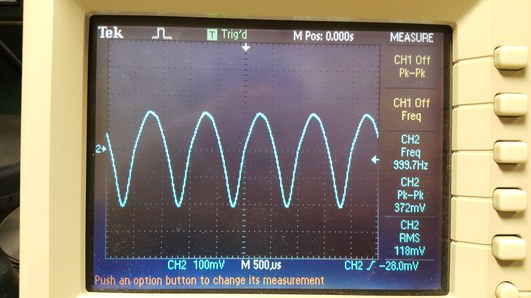 Tek T Trig'd M Pos: 0.000s MEASURE
CH1 Off
Pk-Pk
CH1 Off
Freq
2
CH2
Freq
999.7Hz
CH2
Pk-Pk
372mV
CH2
RMS
118mV
CH2 100mV M 500µs CH2 -28.0mV
Push an option button to change its measurement